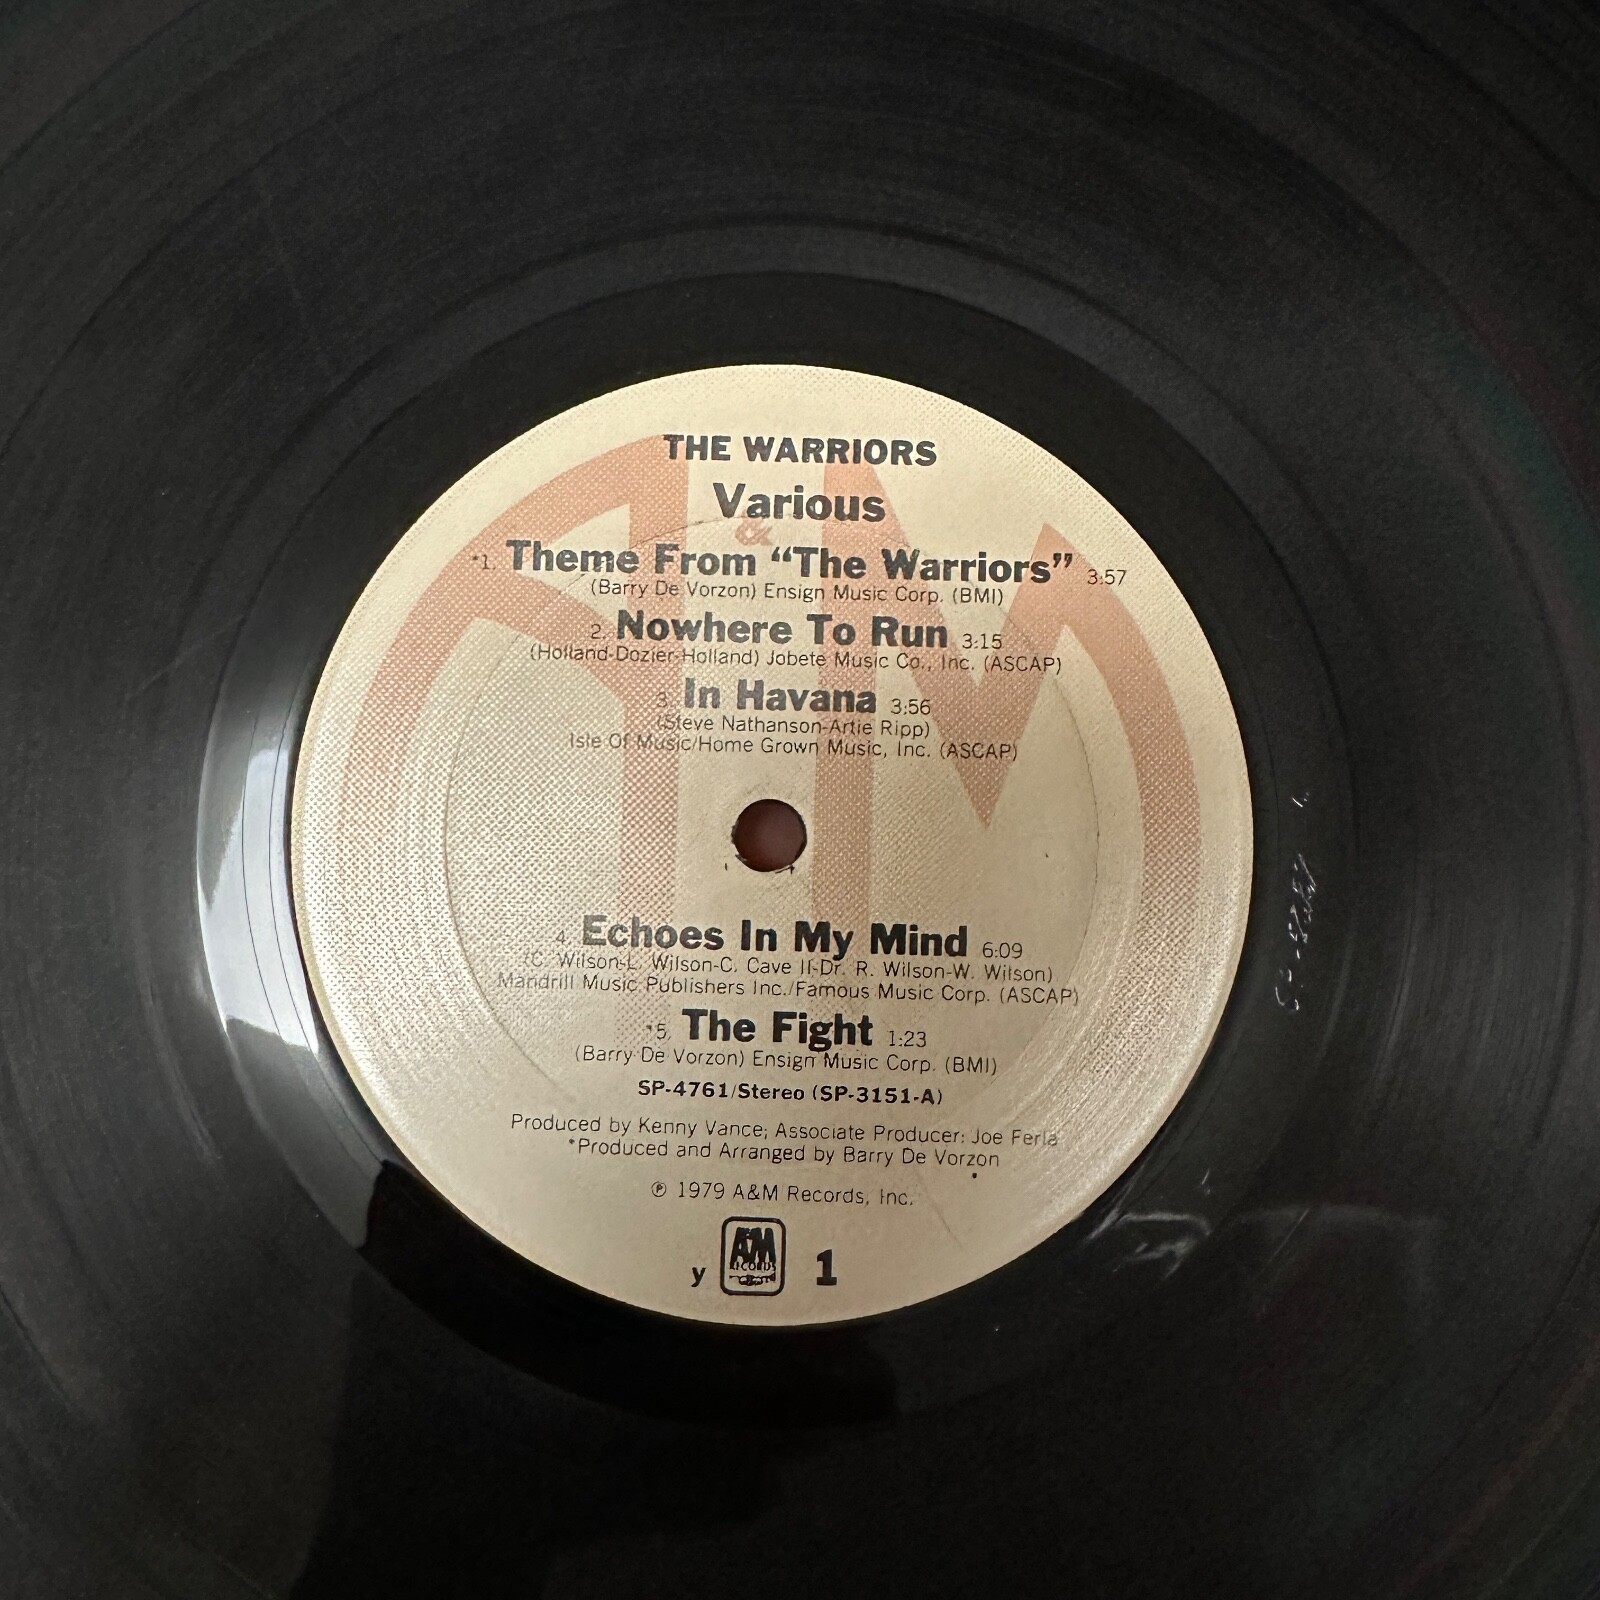 THE WARRIORS
Various
&
*1. Theme From “The Warriors” 3:57
(Barry De Vorzon) Ensign Music Corp. (BMI)
2. Nowhere To Run 3:15
(Holland-Dozier-Holland) Jobete Music Co., Inc. (ASCAP)
3. In Havana 3:56
(Steve Nathanson-Artie Ripp)
Isle Of Music/Home Grown Music, Inc. (ASCAP)
4. Echoes In My Mind 6:09
(C. Wilson-L. Wilson-C. Cave II-Dr. R. Wilson-W. Wilson)
Mandrill Music Publishers Inc./Famous Music Corp. (ASCAP)
*5. The Fight 1:23
(Barry De Vorzon) Ensign Music Corp. (BMI)
SP-4761/Stereo (SP-3151-A)
Produced by Kenny Vance; Associate Producer: Joe Ferla
*Produced and Arranged by Barry De Vorzon
℗ 1979 A&M Records, Inc.
y A&M RECORDS 1